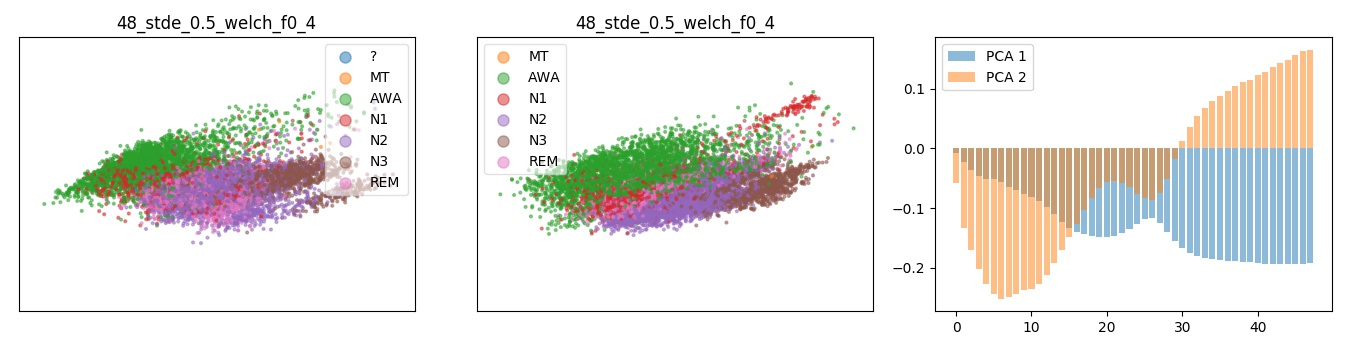 48_stde_0.5_welch_f0_4
?
MT
AWA
N1
N2
N3
REM
48_stde_0.5_welch_f0_4
MT
AWA
N1
N2
N3
REM
PCA 1
PCA 2
0.1
0.0
−0.1
−0.2
0 10 20 30 40